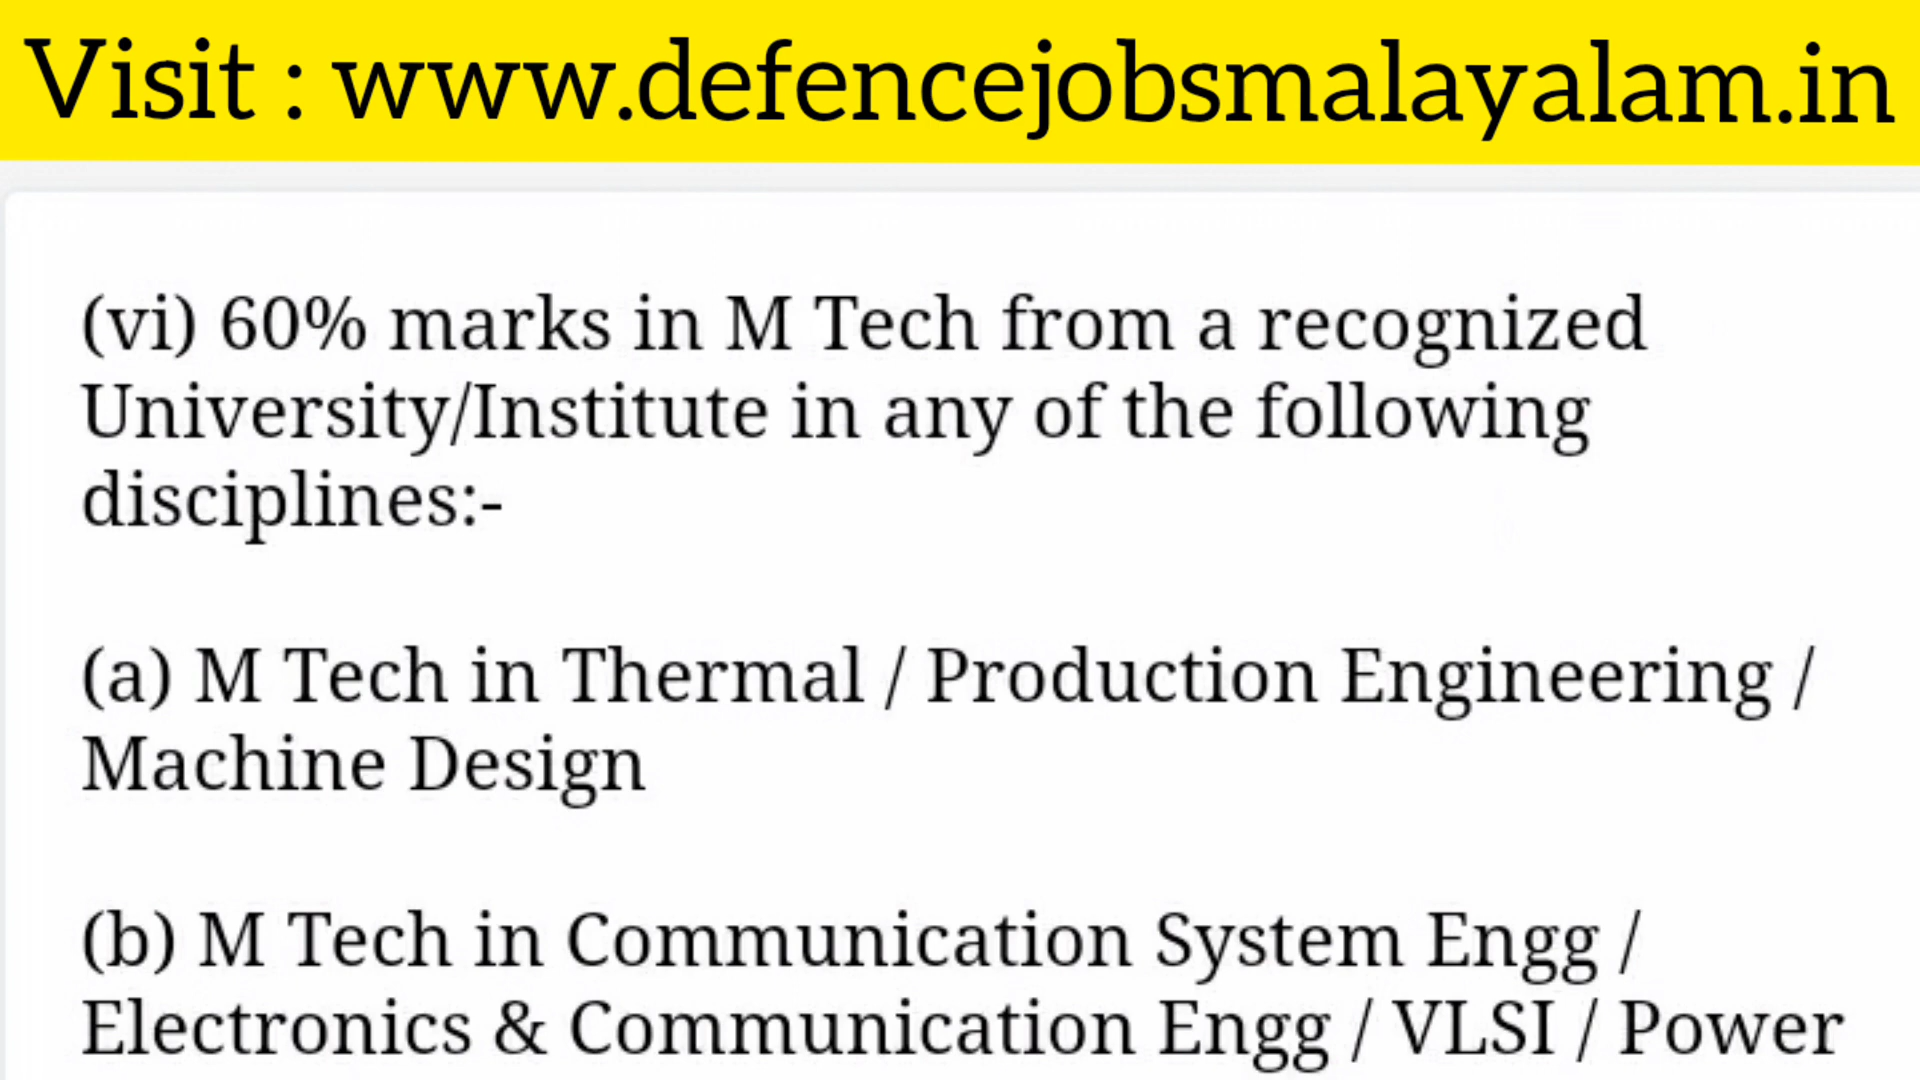 Visit : www.defencejobsmalayalam.in
(vi) 60% marks in M Tech from a recognized
University/Institute in any of the following
disciplines:-
(a) M Tech in Thermal / Production Engineering /
Machine Design
(b) M Tech in Communication System Engg /
Electronics & Communication Engg / VLSI / Power